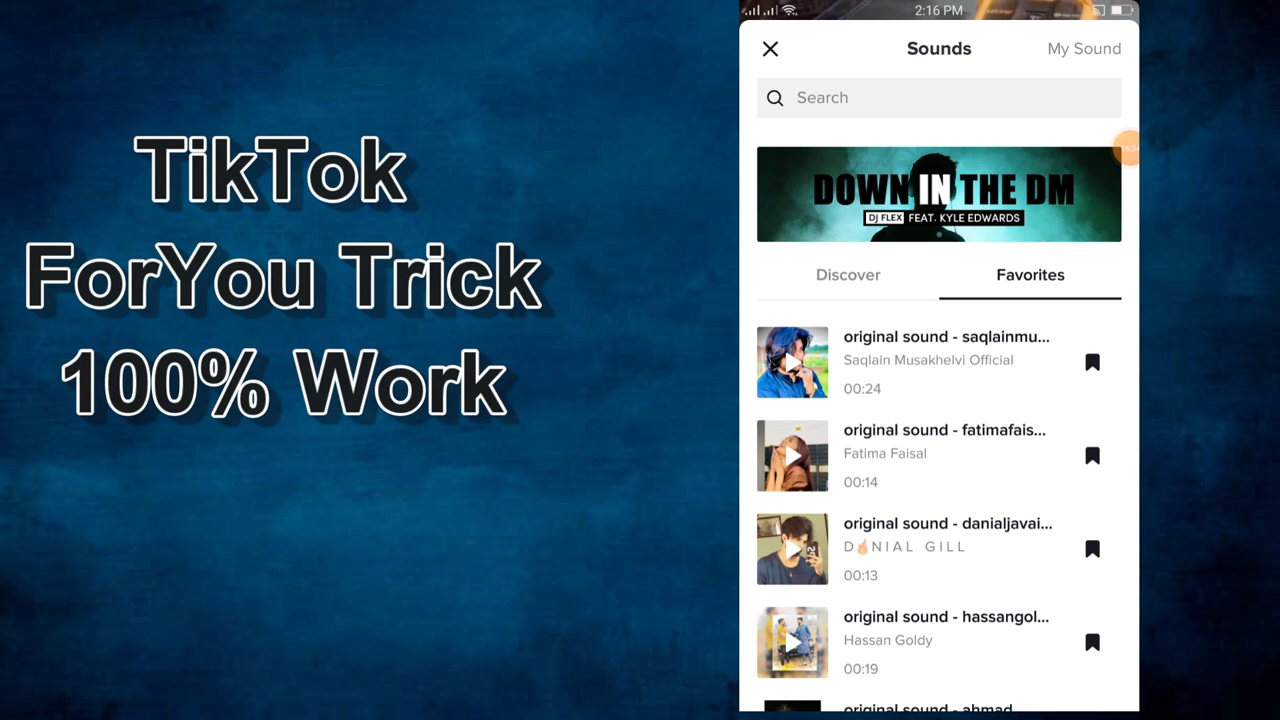 TikTok
ForYou Trick
100% Work
2:16 PM
Sounds
My Sound
Search
DOWN IN THE DM
DJ FLEX FEAT. KYLE EDWARDS
Discover
Favorites
original sound - saqlainmu...
Saqlain Musakhelvi Official
00:24
original sound - fatimafais...
Fatima Faisal
00:14
original sound - danialjavai...
D🔥NIAL GILL
00:13
original sound - hassangol...
Hassan Goldy
00:19
original sound - ahmad